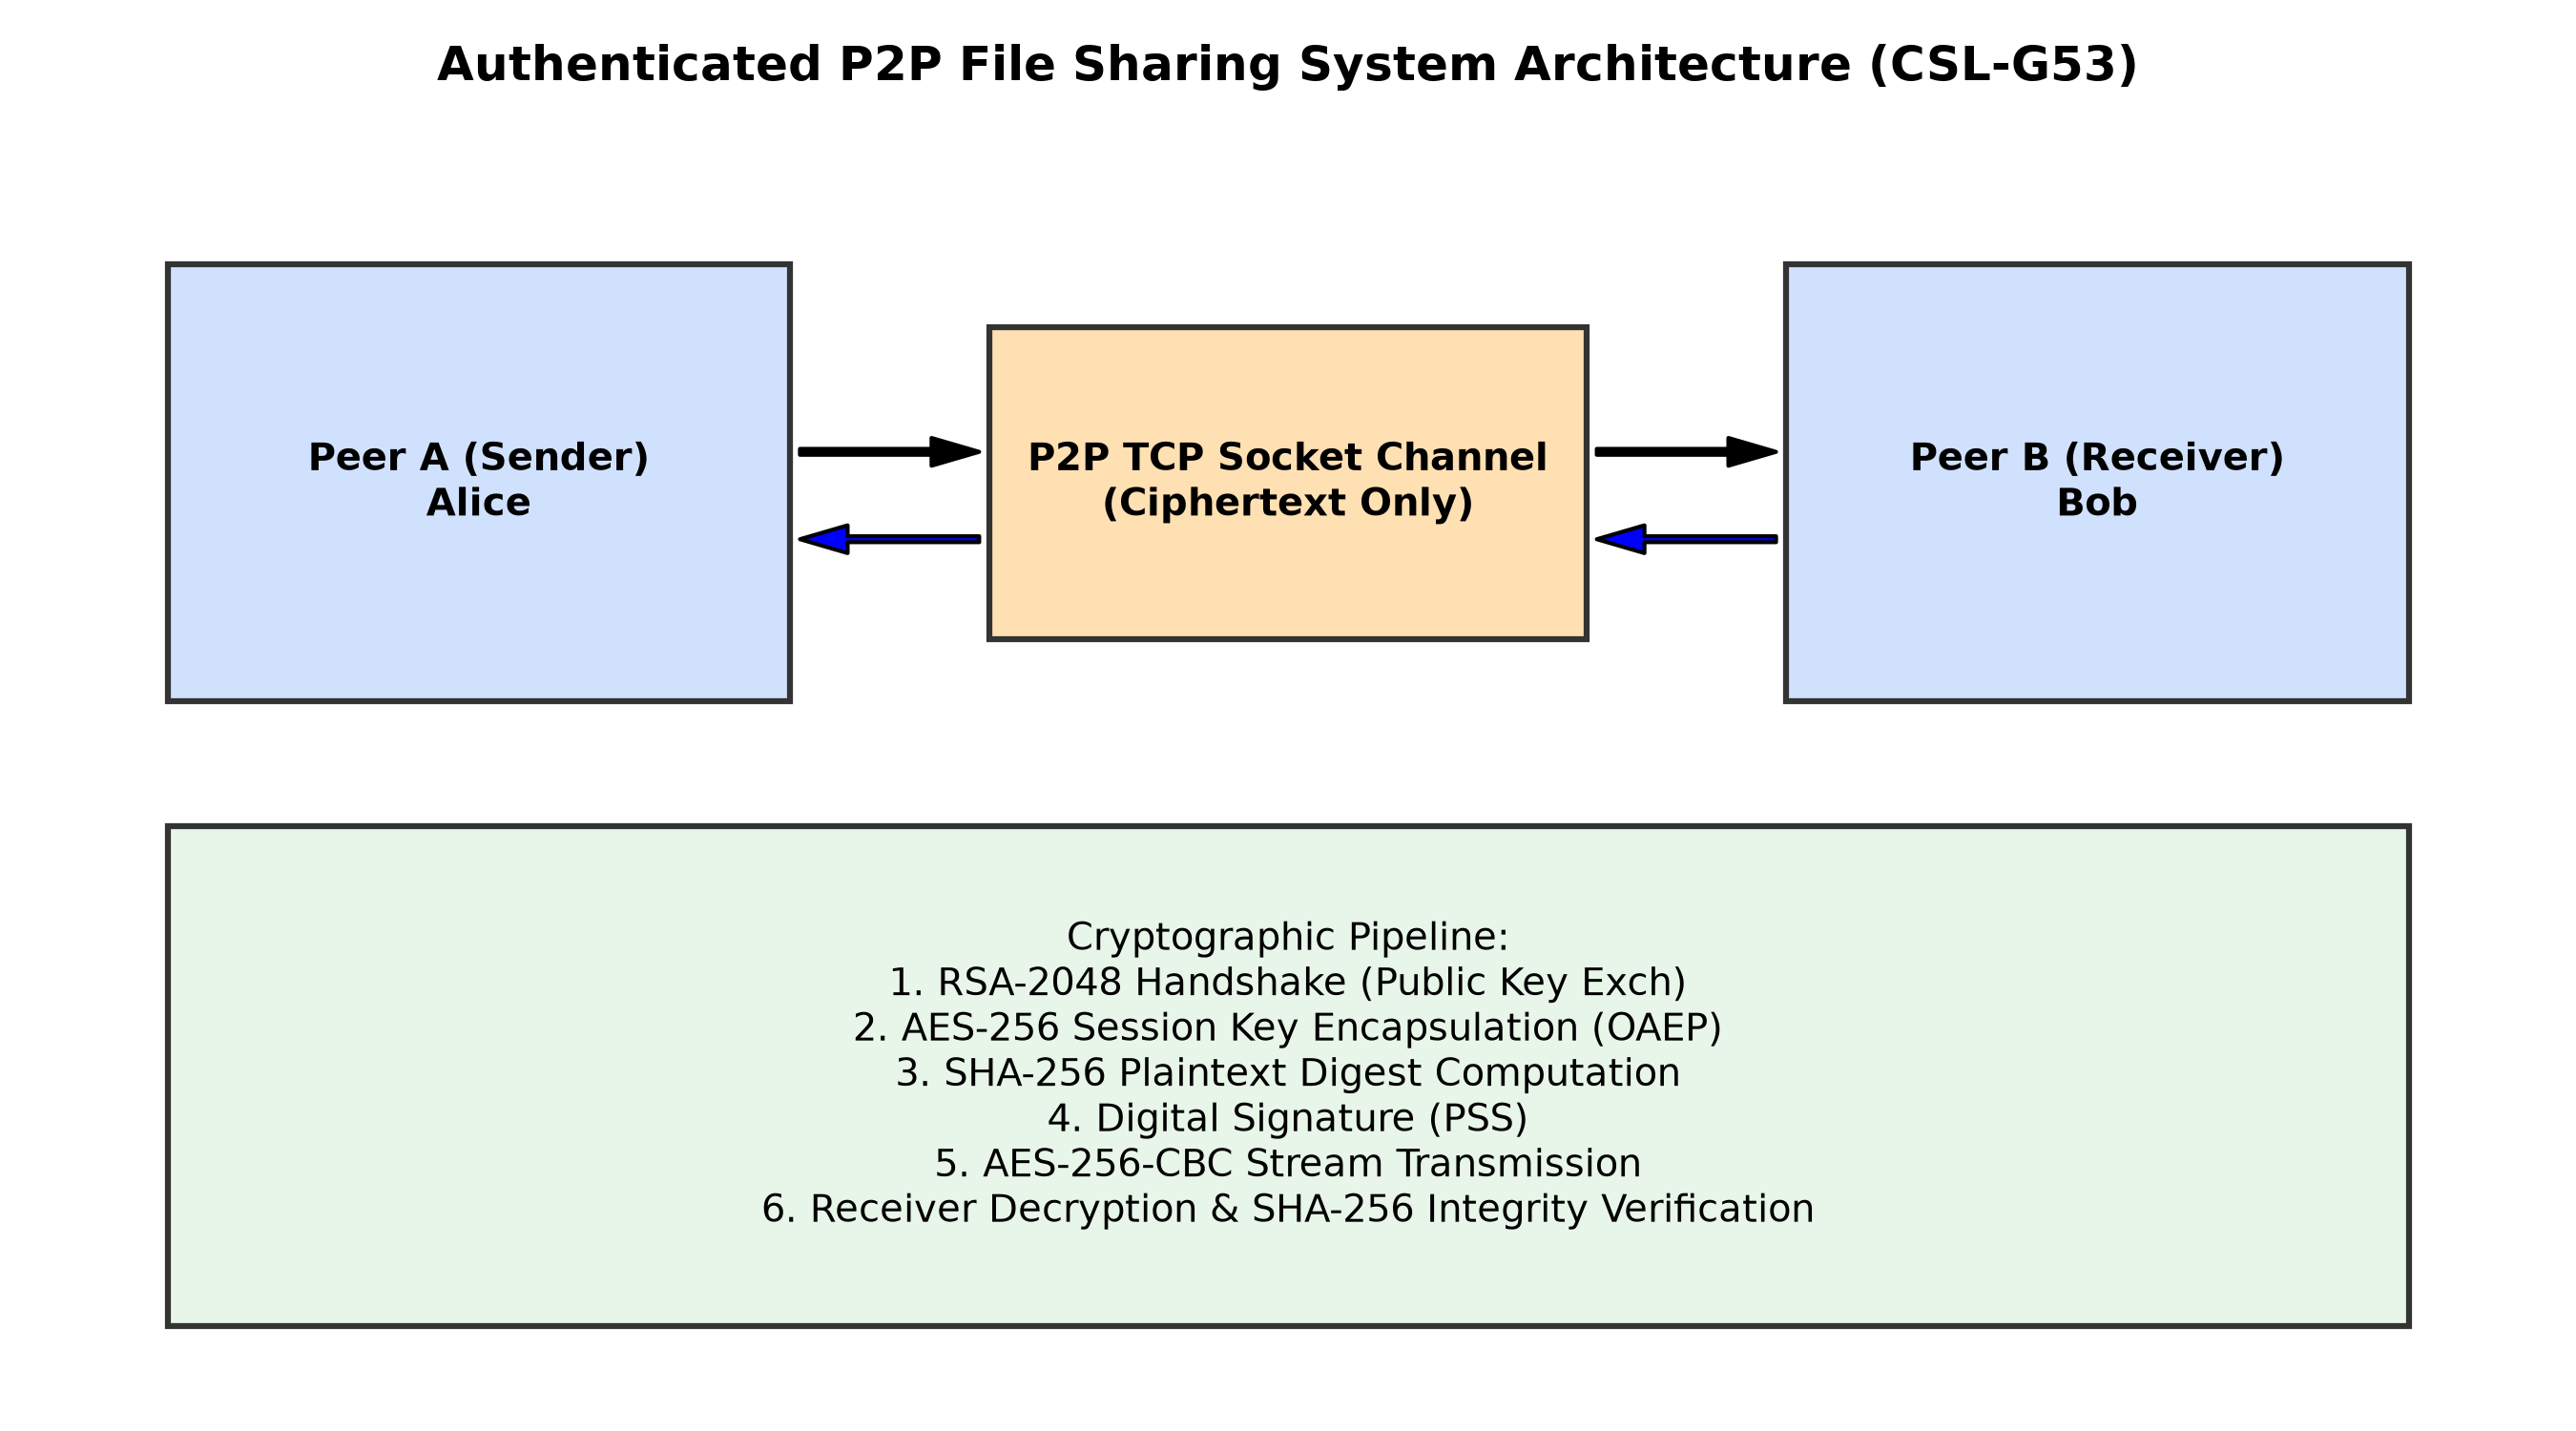 Authenticated P2P File Sharing System Architecture (CSL-G53)
Peer A (Sender)
Alice
P2P TCP Socket Channel
(Ciphertext Only)
Peer B (Receiver)
Bob
Cryptographic Pipeline:
1. RSA-2048 Handshake (Public Key Exch)
2. AES-256 Session Key Encapsulation (OAEP)
3. SHA-256 Plaintext Digest Computation
4. Digital Signature (PSS)
5. AES-256-CBC Stream Transmission
6. Receiver Decryption & SHA-256 Integrity Verification